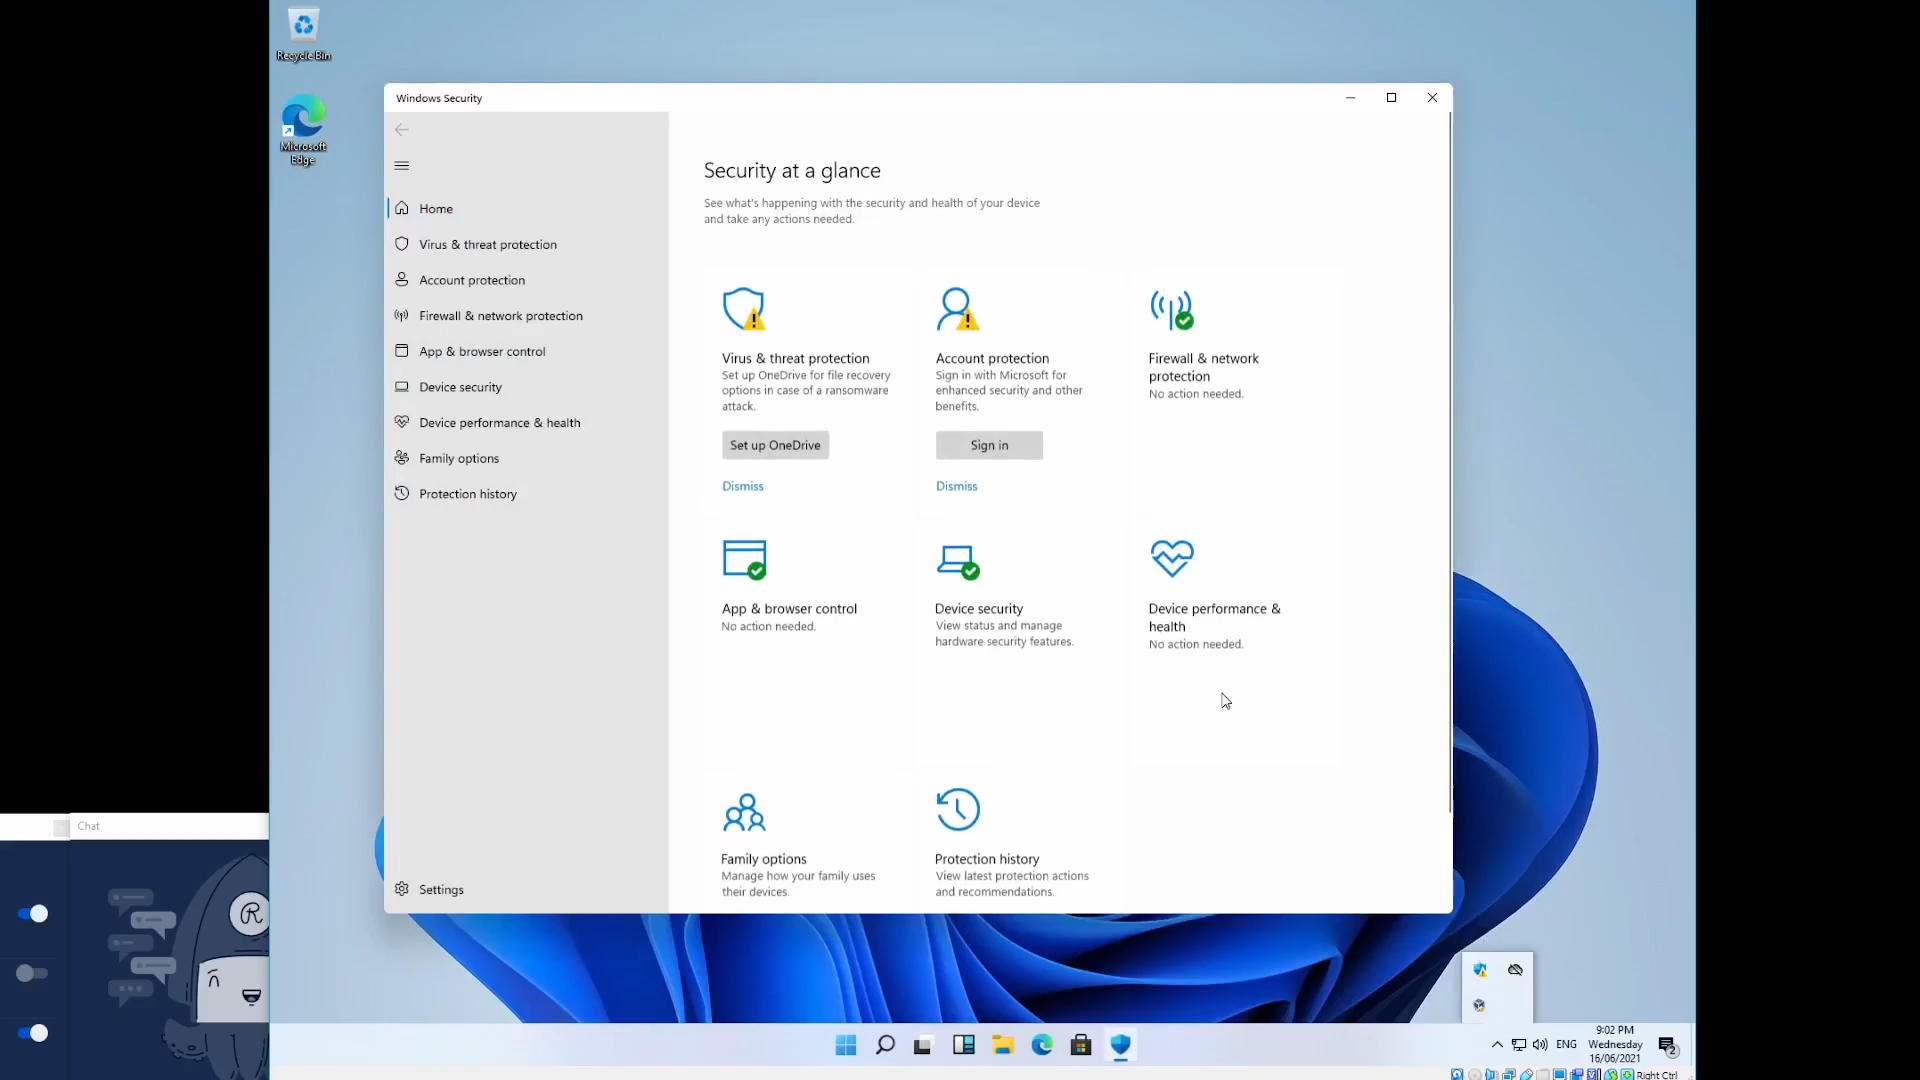 Recycle Bin
Microsoft
Edge
Windows Security
Home
Virus & threat protection
Account protection
Firewall & network protection
App & browser control
Device security
Device performance & health
Family options
Protection history
Settings
Security at a glance
See what's happening with the security and health of your device
and take any actions needed.
Virus & threat protection
Set up OneDrive for file recovery
options in case of a ransomware
attack.
Set up OneDrive
Dismiss
Account protection
Sign in with Microsoft for
enhanced security and other
benefits.
Sign in
Dismiss
Firewall & network
protection
No action needed.
App & browser control
No action needed.
Device security
View status and manage
hardware security features.
Device performance &
health
No action needed.
Family options
Manage how your family uses
their devices.
Protection history
View latest protection actions
and recommendations.
Chat
R
ENG
9:02 PM
Wednesday
16/06/2021
2
Right Ctrl